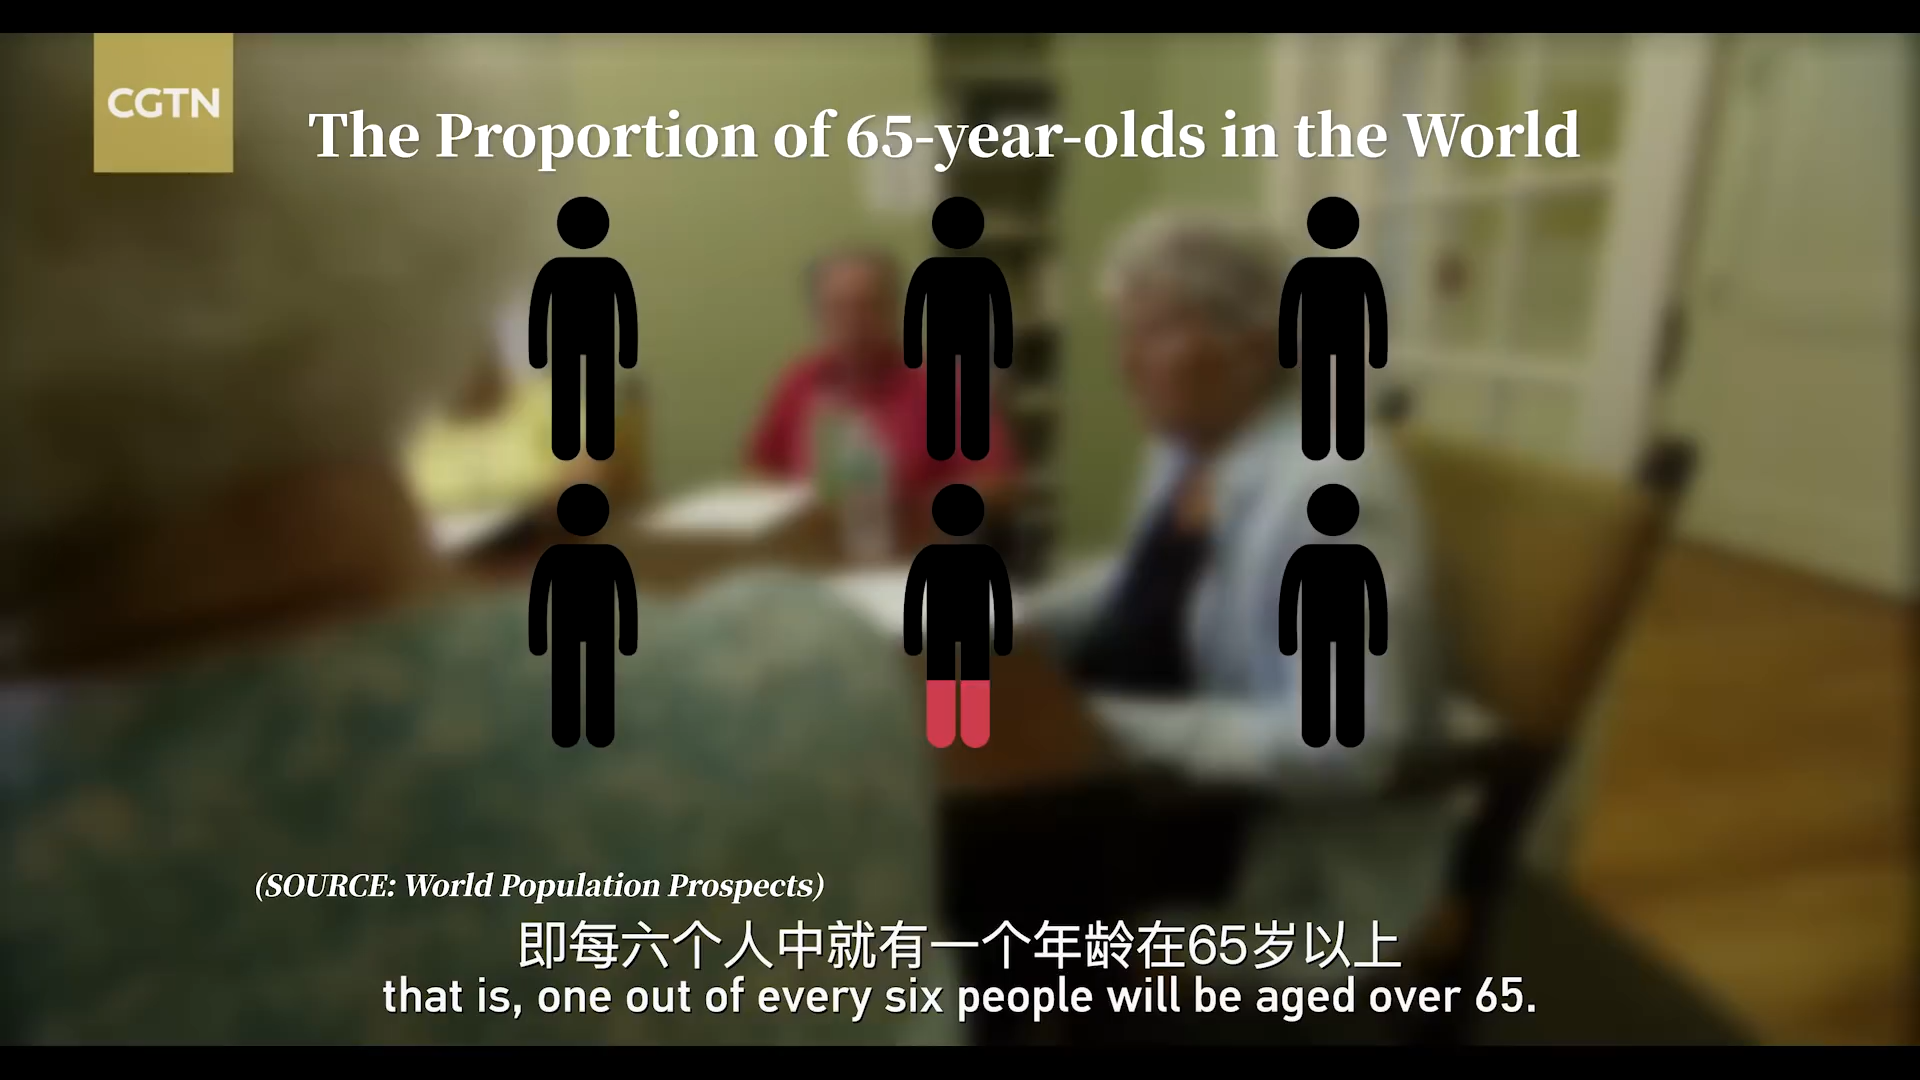 CGTN
The Proportion of 65-year-olds in the World
(SOURCE: World Population Prospects)
即每六个人中就有一个年龄在65岁以上
that is, one out of every six people will be aged over 65.